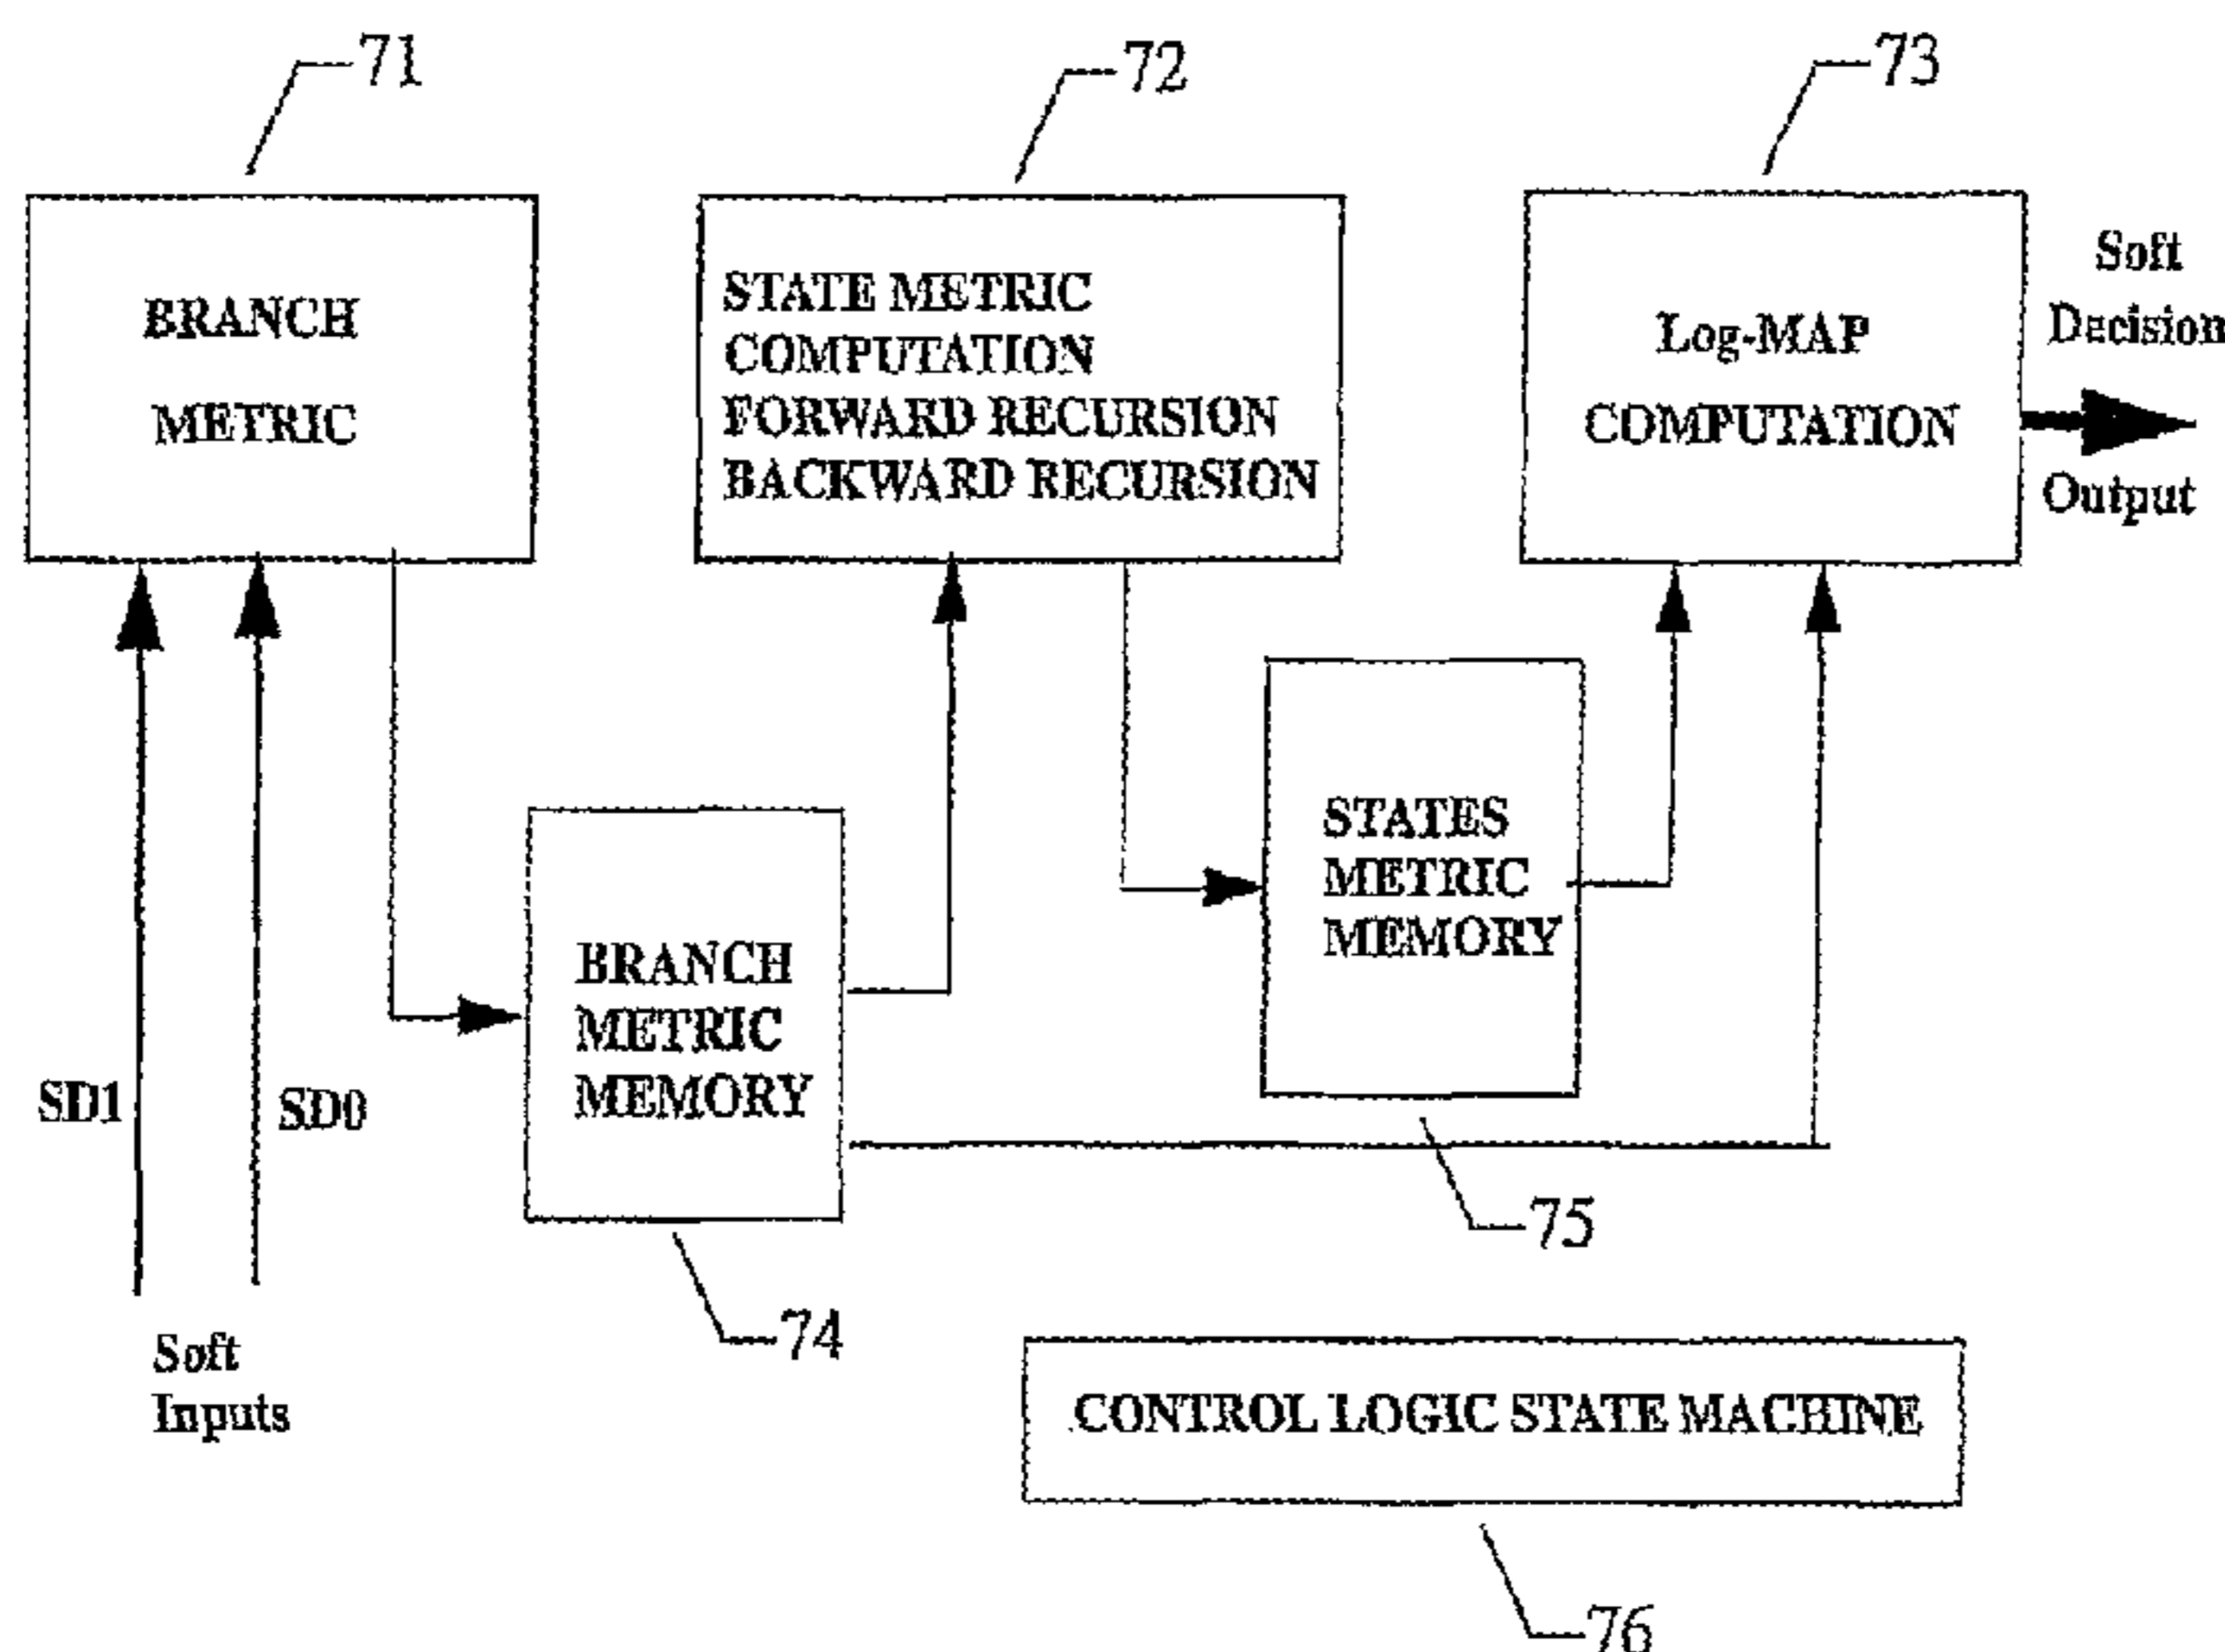 71
72
73
BRANCH
METRIC
STATE METRIC
COMPUTATION
FORWARD RECURSION
BACKWARD RECURSION
Log-MAP
COMPUTATION
Soft
Decision
Output
BRANCH
METRIC
MEMORY
STATES
METRIC
MEMORY
SD1
SD0
Soft
Inputs
74
75
CONTROL LOGIC STATE MACHINE
76